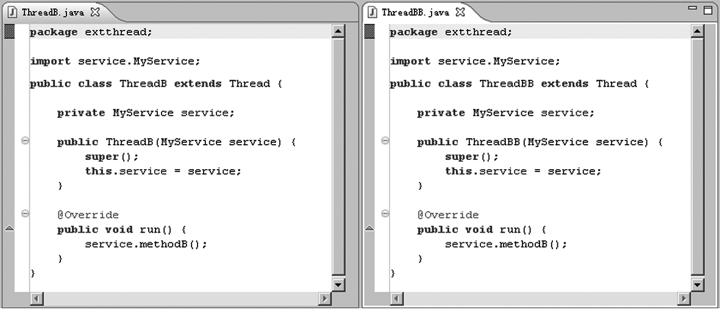 ThreadB.java
package extthread;
import service.MyService;
public class ThreadB extends Thread {
private MyService service;
public ThreadB(MyService service) {
super();
this.service = service;
}
@Override
public void run() {
service.methodB();
}
}
ThreadBB.java
package extthread;
import service.MyService;
public class ThreadBB extends Thread {
private MyService service;
public ThreadBB(MyService service) {
super();
this.service = service;
}
@Override
public void run() {
service.methodB();
}
}